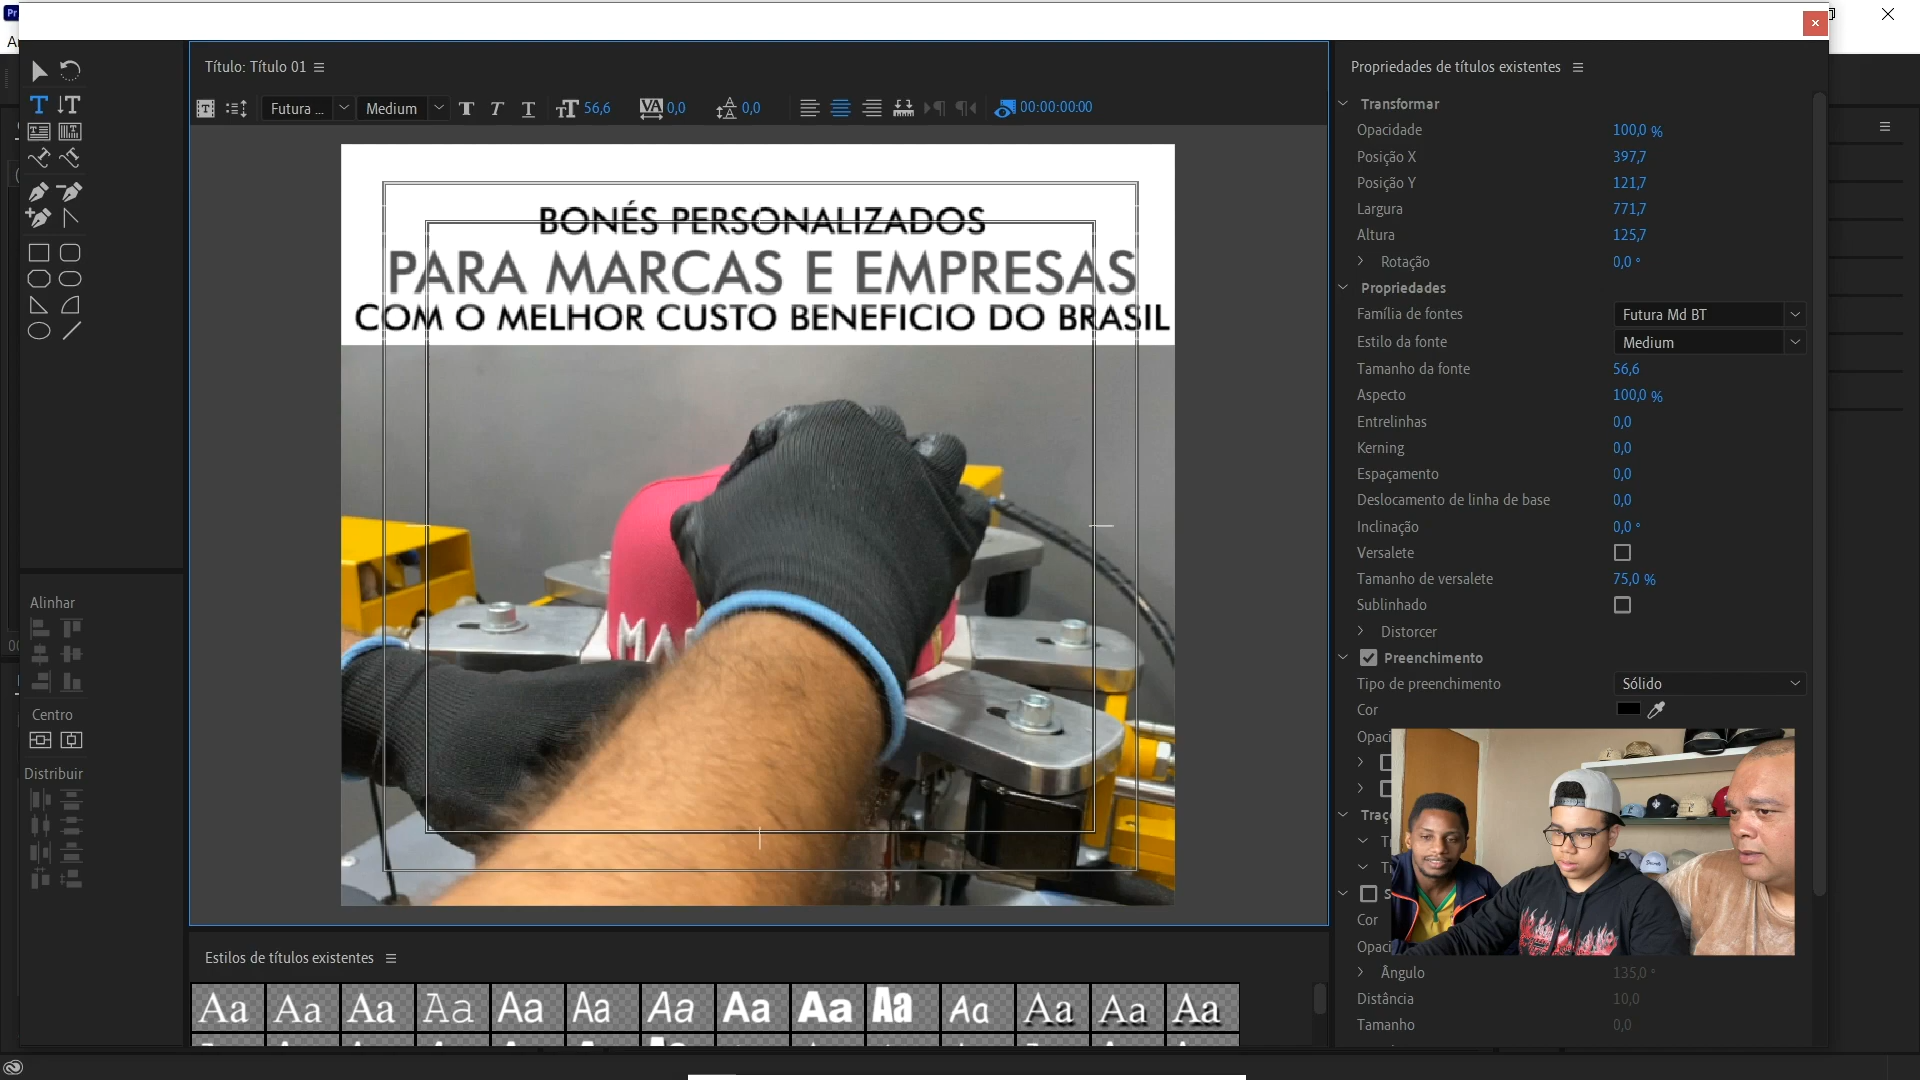 Pr
Título: Título 01
Propriedades de títulos existentes
Futura ...
Medium
56,6
0,0
0,0
00:00:00:00
Transformar
Opacidade 100,0 %
Posição X 397,7
Posição Y 121,7
Largura 771,7
Altura 125,7
Rotação 0,0 °
Propriedades
Família de fontes Futura Md BT
Estilo da fonte Medium
Tamanho da fonte 56,6
Aspecto 100,0 %
Entrelinhas 0,0
Kerning 0,0
Espaçamento 0,0
Deslocamento de linha de base 0,0
Inclinação 0,0 °
Versalete
Tamanho de versalete 75,0 %
Sublinhado
Distorcer
Preenchimento
Tipo de preenchimento Sólido
Cor
Opaci
Traç
Cor
Opaci
Ângulo 135,0 °
Distância 10,0
Tamanho 0,0
BONÉS PERSONALIZADOS
PARA MARCAS E EMPRESAS
COM O MELHOR CUSTO BENEFICIO DO BRASIL
MA
Alinhar
Centro
Distribuir
Estilos de títulos existentes
Aa Aa Aa Aa Aa Aa Aa Aa Aa Aa Aa Aa Aa Aa